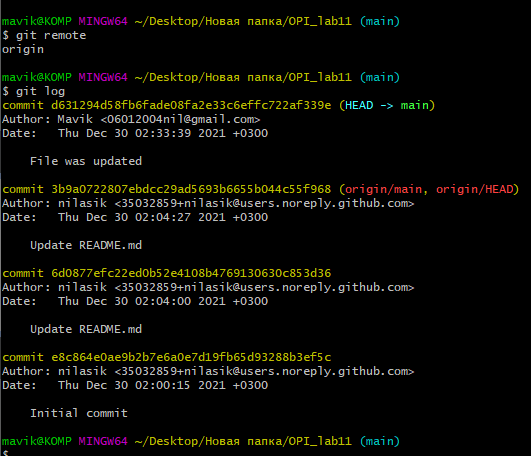 mavik@KOMP MINGW64 ~/Desktop/Новая папка/OPI_lab11 (main)
$ git remote
origin
mavik@KOMP MINGW64 ~/Desktop/Новая папка/OPI_lab11 (main)
$ git log
commit d631294d58fb6fade08fa2e33c6effc722af339e (HEAD -> main)
Author: Mavik <06012004nil@gmail.com>
Date:   Thu Dec 30 02:33:39 2021 +0300
File was updated
commit 3b9a0722807ebdcc29ad5693b6655b044c55f968 (origin/main, origin/HEAD)
Author: nilasik <35032859+nilasik@users.noreply.github.com>
Date:   Thu Dec 30 02:04:27 2021 +0300
Update README.md
commit 6d0877efc22ed0b52e4108b4769130630c853d36
Author: nilasik <35032859+nilasik@users.noreply.github.com>
Date:   Thu Dec 30 02:04:00 2021 +0300
Update README.md
commit e8c864e0ae9b2b7e6a0e7d19fb65d93288b3ef5c
Author: nilasik <35032859+nilasik@users.noreply.github.com>
Date:   Thu Dec 30 02:00:15 2021 +0300
Initial commit
mavik@KOMP MINGW64 ~/Desktop/Новая папка/OPI_lab11 (main)
$